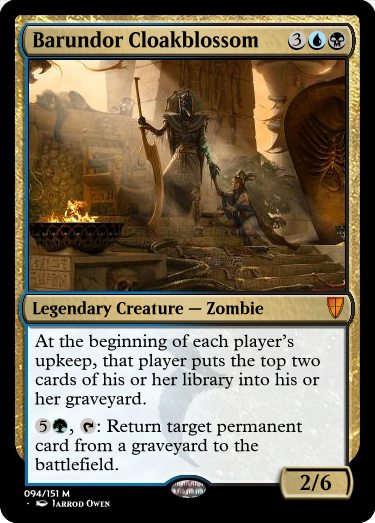 Barundor Cloakblossom 3
Legendary Creature — Zombie
At the beginning of each player's
upkeep, that player puts the top two
cards of his or her library into his or
her graveyard.
5, : Return target permanent
card from a graveyard to the
battlefield.
2/6
094/151 M
· Jarrod Owen